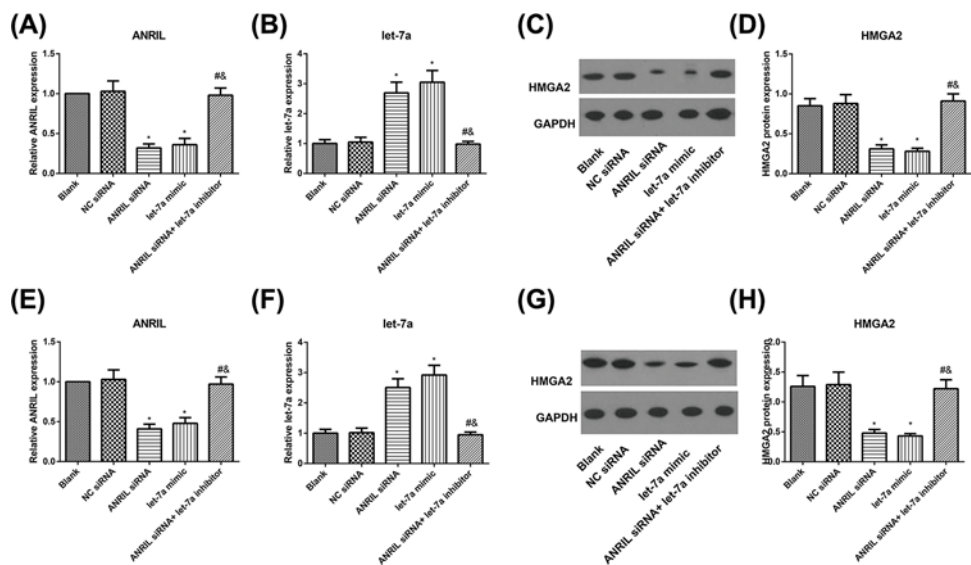 (A)
ANRIL
Relative ANRIL expression
1.5
1.0
0.5
0.0
*
*
#&
Blank
NC siRNA
ANRIL siRNA
let-7a mimic
ANRIL siRNA+ let-7a inhibitor
(B)
let-7a
Relative let-7a expression
4
3
2
1
0
*
*
#&
Blank
NC siRNA
ANRIL siRNA
let-7a mimic
ANRIL siRNA+ let-7a inhibitor
(C)
HMGA2
GAPDH
Blank
NC siRNA
ANRIL siRNA
let-7a mimic
ANRIL siRNA+ let-7a inhibitor
(D)
HMGA2
HMGA2 protein expression
1.5
1.0
0.5
0.0
*
*
#&
Blank
NC siRNA
ANRIL siRNA
let-7a mimic
ANRIL siRNA+ let-7a inhibitor
(E)
ANRIL
Relative ANRIL expression
1.5
1.0
0.5
0.0
*
*
#&
Blank
NC siRNA
ANRIL siRNA
let-7a mimic
ANRIL siRNA+ let-7a inhibitor
(F)
let-7a
Relative let-7a expression
4
3
2
1
0
*
*
#&
Blank
NC siRNA
ANRIL siRNA
let-7a mimic
ANRIL siRNA+ let-7a inhibitor
(G)
HMGA2
GAPDH
Blank
NC siRNA
ANRIL siRNA
let-7a mimic
ANRIL siRNA+ let-7a inhibitor
(H)
HMGA2
HMGA2 protein expression
2.0
1.5
1.0
0.5
0.0
*
*
#&
Blank
NC siRNA
ANRIL siRNA
let-7a mimic
ANRIL siRNA+ let-7a inhibitor